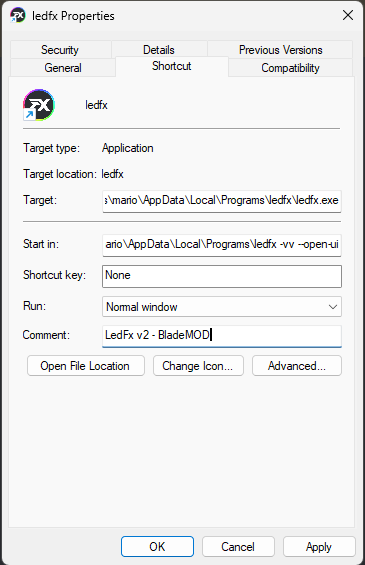 ledfx Properties
Security Details Previous Versions
General Shortcut Compatibility
FX
ledfx
Target type: Application
Target location: ledfx
Target: s\mario\AppData\Local\Programs\ledfx\ledfx.exe
Start in: ario\AppData\Local\Programs\ledfx -vv --open-ui
Shortcut key: None
Run: Normal window
Comment: LedFx v2 - BladeMOD
Open File Location Change Icon... Advanced...
OK Cancel Apply